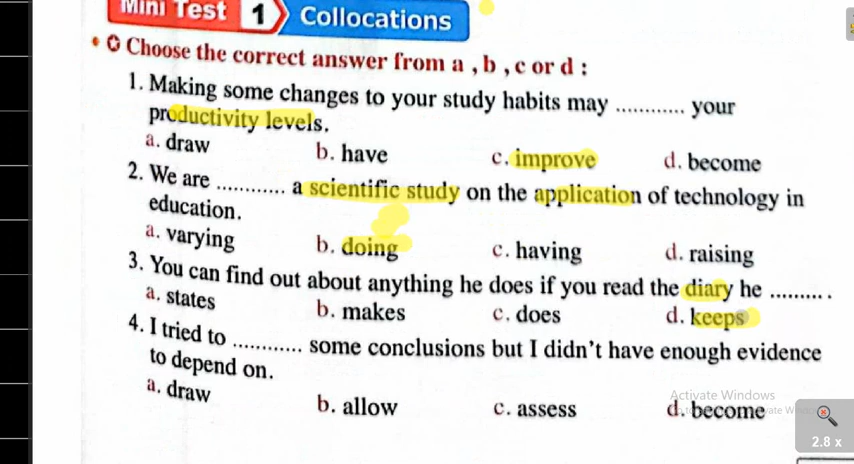 Mini Test 1 Collocations
Choose the correct answer from a , b , c or d :
1. Making some changes to your study habits may ............ your
productivity levels.
a. draw b. have c. improve d. become
2. We are ............ a scientific study on the application of technology in
education.
a. varying b. doing c. having d. raising
3. You can find out about anything he does if you read the diary he ..........
a. states b. makes c. does d. keeps
4. I tried to ............ some conclusions but I didn't have enough evidence
to depend on.
a. draw b. allow c. assess d. become
Activate Windows
2.8 x